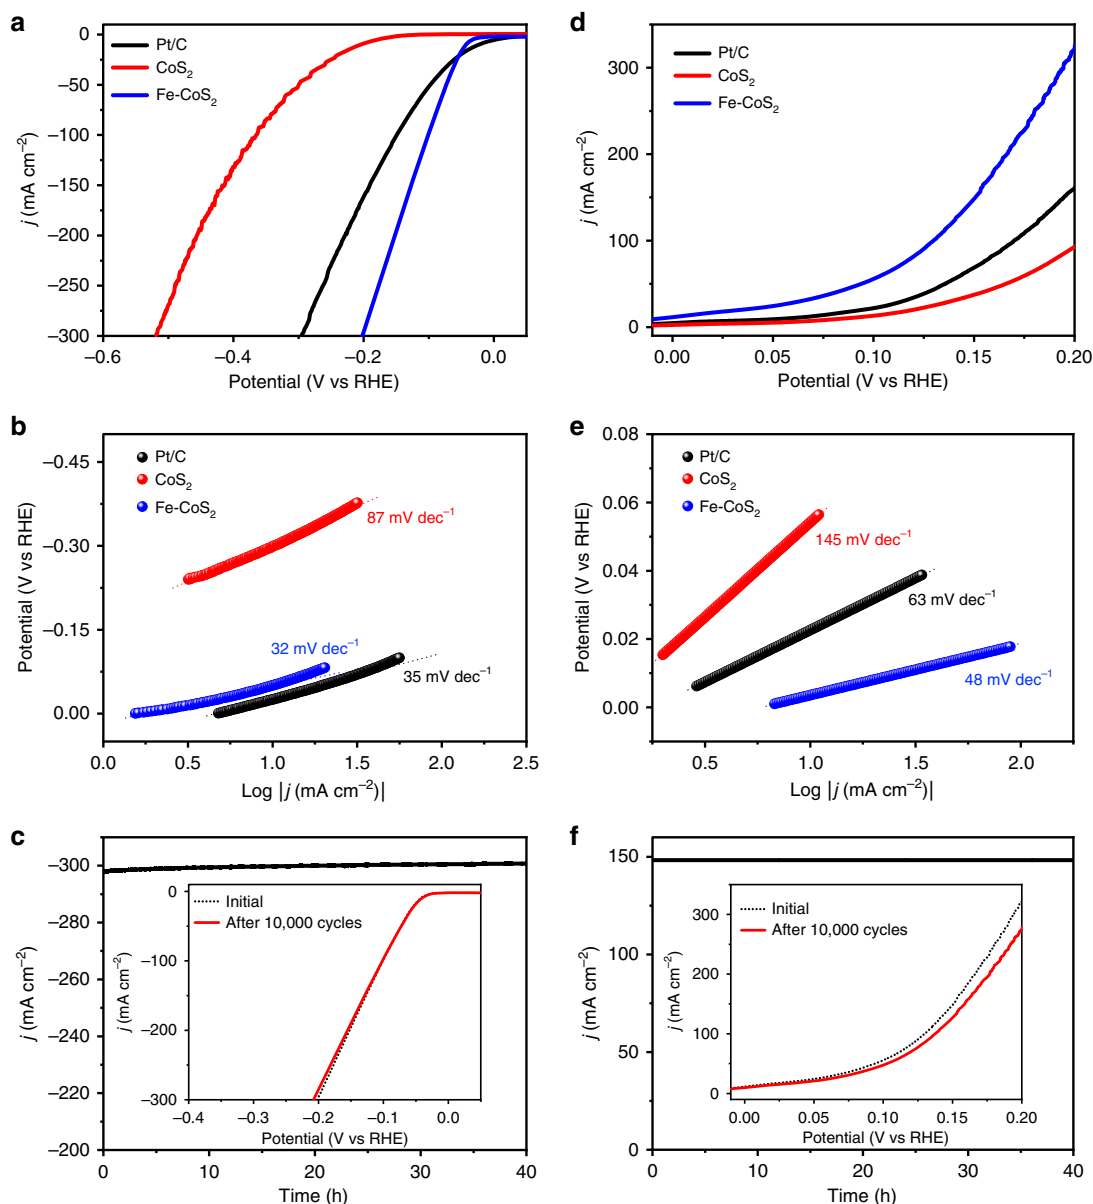 a
0
−50
−100
−150
−200
−250
−300
j (mA cm−2)
Pt/C
CoS2
Fe-CoS2
−0.6
−0.4
−0.2
0.0
Potential (V vs RHE)
d
300
200
100
0
j (mA cm−2)
Pt/C
CoS2
Fe-CoS2
0.00
0.05
0.10
0.15
0.20
Potential (V vs RHE)
b
−0.45
−0.30
−0.15
0.00
Potential (V vs RHE)
Pt/C
CoS2
Fe-CoS2
87 mV dec−1
32 mV dec−1
35 mV dec−1
0.0
0.5
1.0
1.5
2.0
2.5
Log |j (mA cm−2)|
e
0.08
0.06
0.04
0.02
0.00
Potential (V vs RHE)
Pt/C
CoS2
Fe-CoS2
145 mV dec−1
63 mV dec−1
48 mV dec−1
0.5
1.0
1.5
2.0
Log |j (mA cm−2)|
c
−300
−280
−260
−240
−220
−200
j (mA cm−2)
0
−100
−200
−300
j (mA cm−2)
Initial
After 10,000 cycles
−0.4
−0.3
−0.2
−0.1
0.0
Potential (V vs RHE)
0
10
20
30
40
Time (h)
f
150
100
50
0
j (mA cm−2)
300
200
100
0
j (mA cm−2)
Initial
After 10,000 cycles
0.00
0.05
0.10
0.15
0.20
Potential (V vs RHE)
0
10
20
30
40
Time (h)